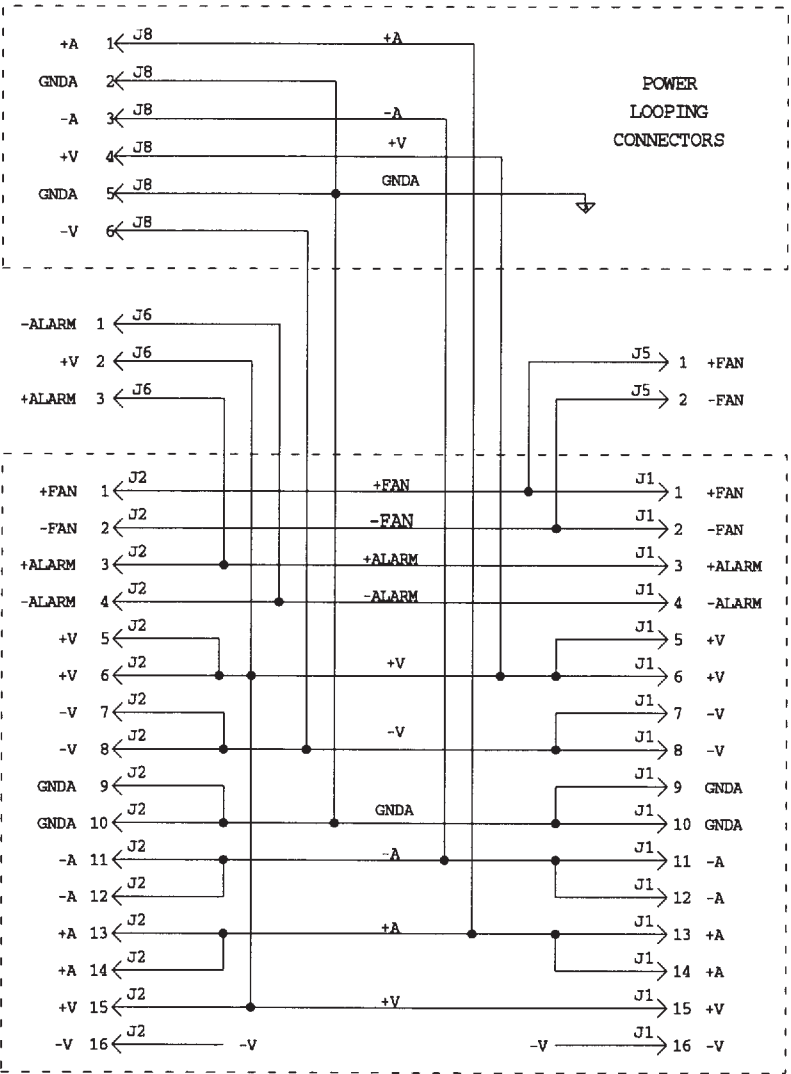 +A 1 J8 +A
GNDA 2 J8
POWER
LOOPING
CONNECTORS
-A 3 J8 -A
+V 4 J8 +V
GNDA 5 J8 GNDA
-V 6 J8
-ALARM 1 J6
+V 2 J6 J5 1 +FAN
+ALARM 3 J6 J5 2 -FAN
+FAN 1 J2 +FAN J1 1 +FAN
-FAN 2 J2 -FAN J1 2 -FAN
+ALARM 3 J2 +ALARM J1 3 +ALARM
-ALARM 4 J2 -ALARM J1 4 -ALARM
+V 5 J2 J1 5 +V
+V 6 J2 +V J1 6 +V
-V 7 J2 J1 7 -V
-V 8 J2 -V J1 8 -V
GNDA 9 J2 J1 9 GNDA
GNDA 10 J2 GNDA J1 10 GNDA
-A 11 J2 -A J1 11 -A
-A 12 J2 J1 12 -A
+A 13 J2 +A J1 13 +A
+A 14 J2 J1 14 +A
+V 15 J2 +V J1 15 +V
-V 16 J2 -V -V J1 16 -V